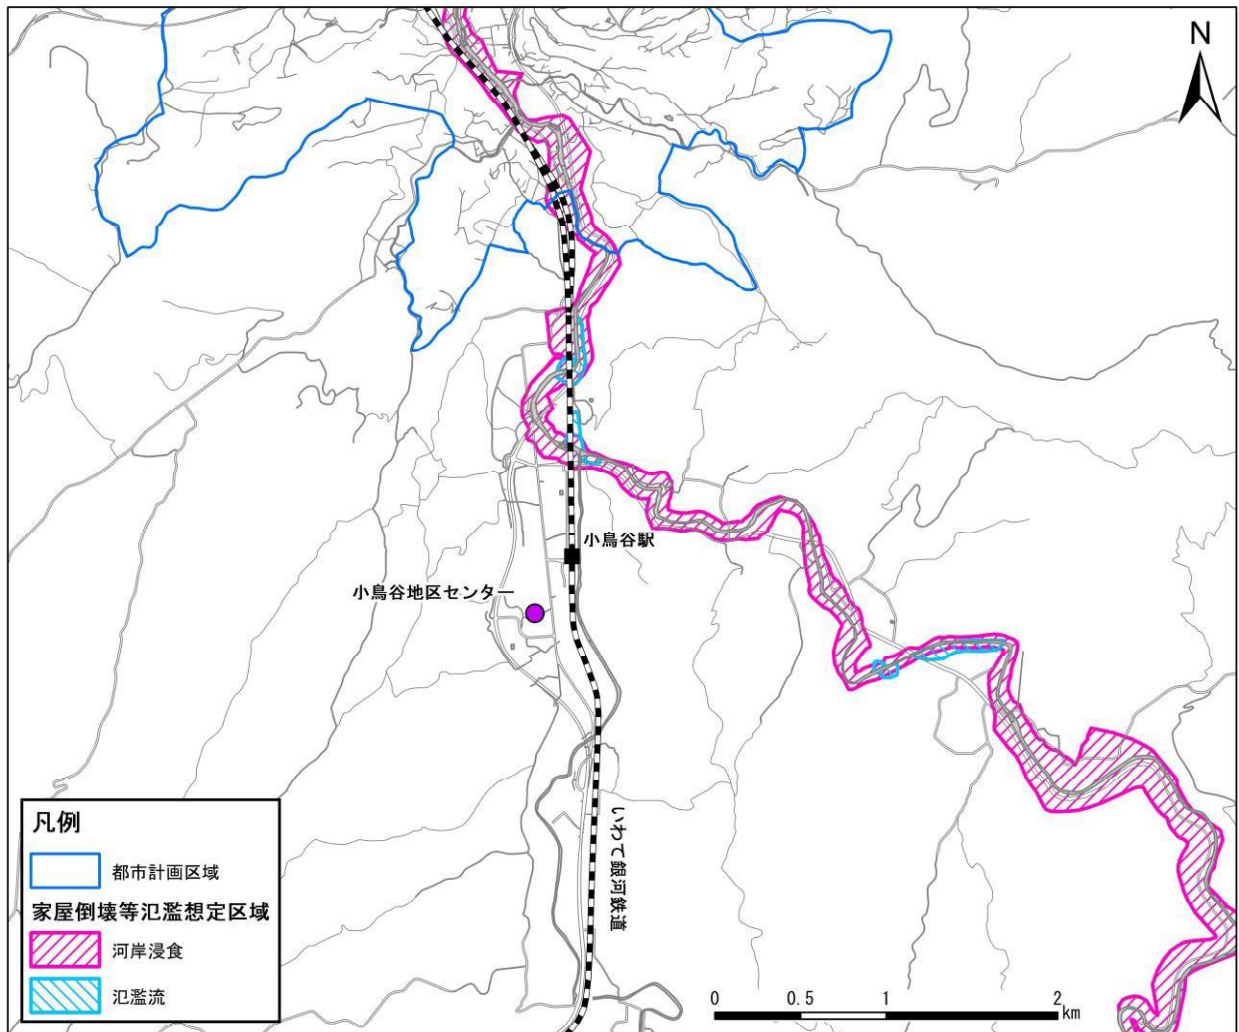 N
小鳥谷駅
小鳥谷地区センター
いわて銀河鉄道
凡例
都市計画区域
家屋倒壊等氾濫想定区域
河岸浸食
氾濫流
0 0.5 1 2
km